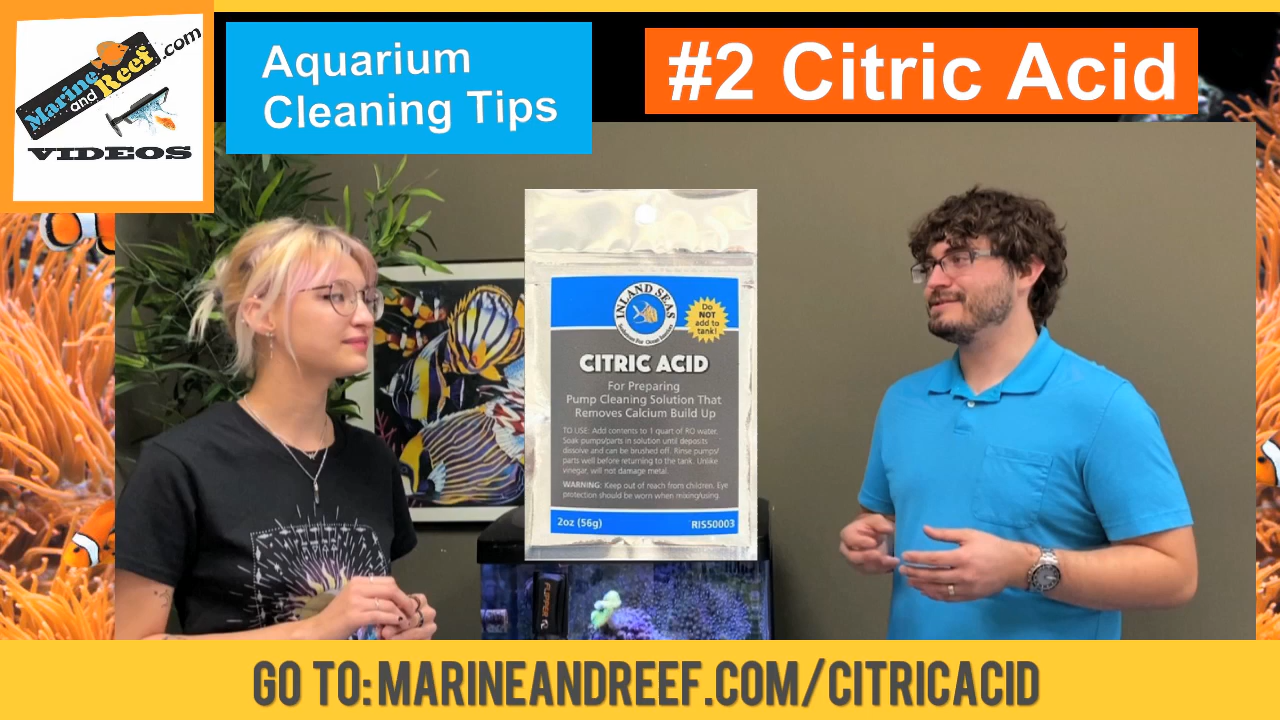 Marine and Reef .com
VIDEOS
Aquarium
Cleaning Tips
#2 Citric Acid
INLAND SEAS
Solutions For Ocean
Do
NOT
add to
tank!
CITRIC ACID
For Preparing
Pump Cleaning Solution That
Removes Calcium Build Up
TO USE: Add contents to 1 quart of RO water.
Soak pumps/parts in solution until deposits
dissolve and can be brushed off. Rinse pumps/
parts well before returning to the tank. Unlike
vinegar, will not damage metal.
WARNING: Keep out of reach from children. Eye
protection should be worn when mixing/using.
2oz (56g) RIS50003
FLIPPER
GO TO: MARINEANDREEF.COM/CITRICACID